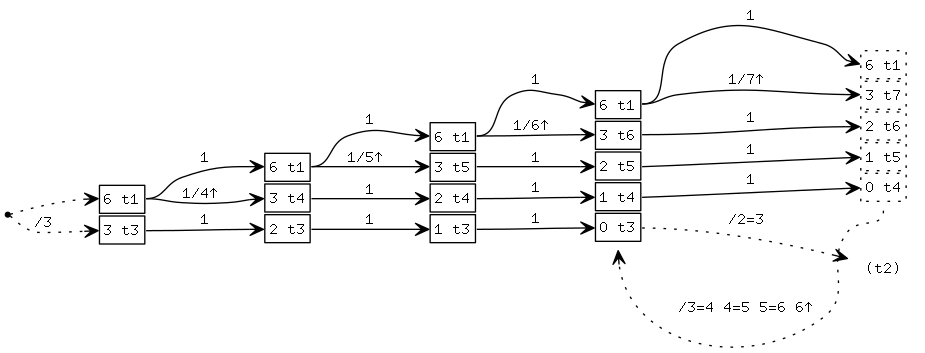 1
6 t1
1/7↑
1
3 t7
6 t1
1
1/6↑
1
2 t6
6 t1
3 t6
1
1/5↑
1
1
1 t5
6 t1
3 t5
2 t5
1
1/4↑
1
1
1
0 t4
6 t1
3 t4
2 t4
1 t4
/3
1
1
1
/2=3
3 t3
2 t3
1 t3
0 t3
(t2)
/3=4 4=5 5=6 6↑